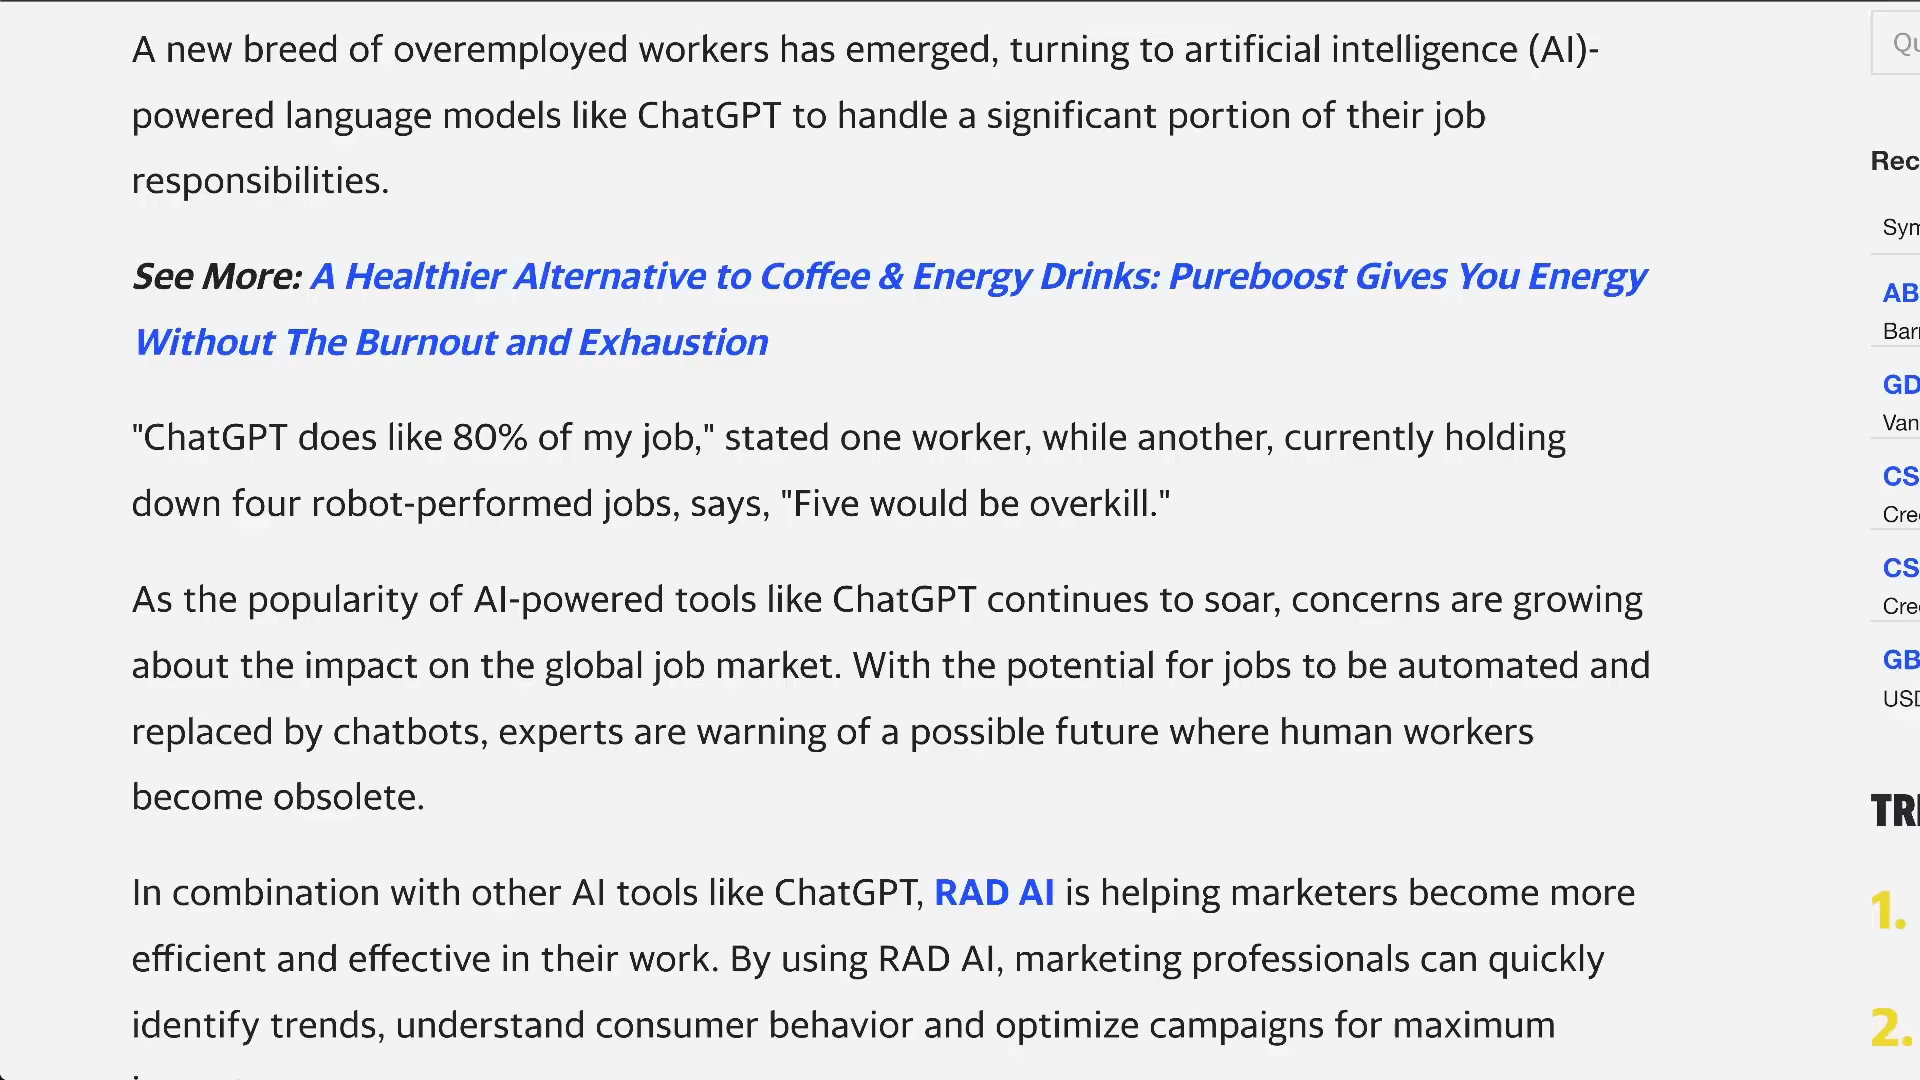 A new breed of overemployed workers has emerged, turning to artificial intelligence (AI)-
powered language models like ChatGPT to handle a significant portion of their job
responsibilities.
See More: A Healthier Alternative to Coffee & Energy Drinks: Pureboost Gives You Energy
Without The Burnout and Exhaustion
"ChatGPT does like 80% of my job," stated one worker, while another, currently holding
down four robot-performed jobs, says, "Five would be overkill."
As the popularity of AI-powered tools like ChatGPT continues to soar, concerns are growing
about the impact on the global job market. With the potential for jobs to be automated and
replaced by chatbots, experts are warning of a possible future where human workers
become obsolete.
In combination with other AI tools like ChatGPT, RAD AI is helping marketers become more
efficient and effective in their work. By using RAD AI, marketing professionals can quickly
identify trends, understand consumer behavior and optimize campaigns for maximum
Qu
Rec
Sym
AB
Bar
GD
Van
CS
Cre
CS
Cre
GB
USD
TRE
1.
2.